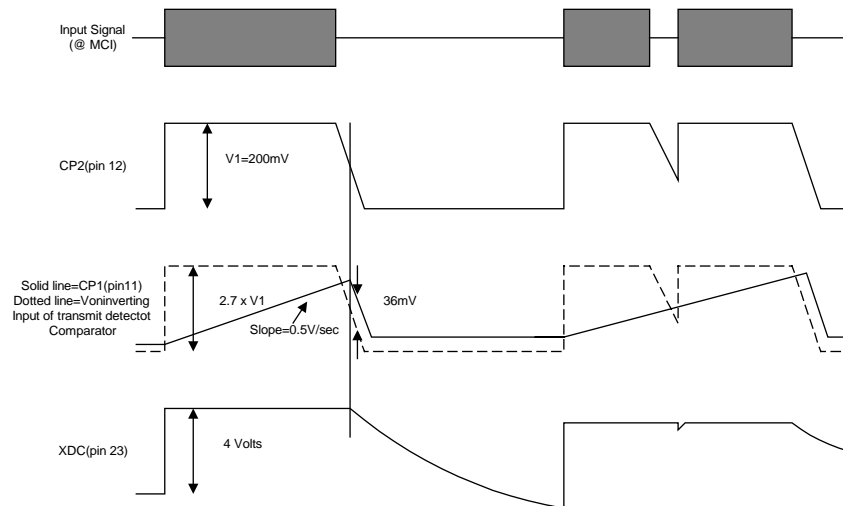 Input Signal
(@ MCI)
CP2(pin 12)
V1=200mV
Solid line=CP1(pin11)
Dotted line=Voninverting
Input of transmit detectot
Comparator
2.7 x V1
Slope=0.5V/sec
36mV
XDC(pin 23)
4 Volts